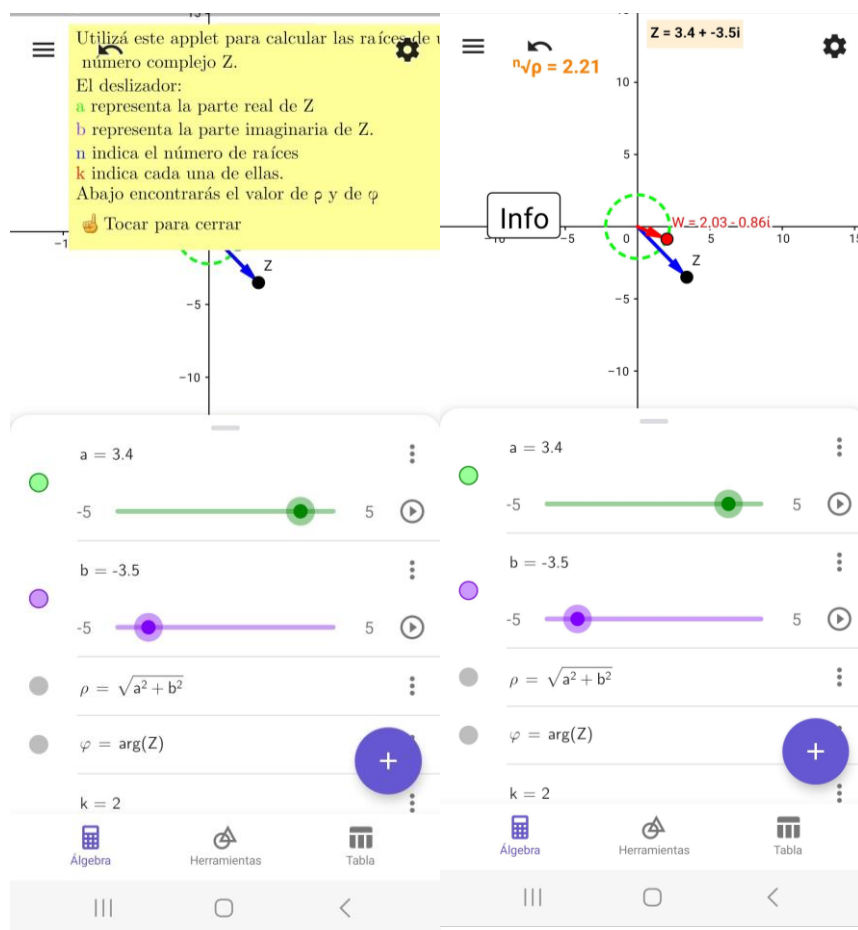 Utilizá este applet para calcular las raíces de u
número complejo Z.
El deslizador:
a representa la parte real de Z
b representa la parte imaginaria de Z.
n indica el número de raíces
k indica cada una de ellas.
Abajo encontrarás el valor de ρ y de φ
☝ Tocar para cerrar
Z
−5
−10
a = 3.4
-5
5
b = -3.5
-5
5
ρ = √a² + b²
φ = arg(Z)
+
k = 2
Álgebra
Herramientas
Tabla
Z = 3.4 + -3.5i
ⁿ√ρ = 2.21
10
5
Info
W = 2.03 - 0.86i
−10
−5
0
5
10
15
Z
−5
−10
a = 3.4
-5
5
b = -3.5
-5
5
ρ = √a² + b²
φ = arg(Z)
+
k = 2
Álgebra
Herramientas
Tabla